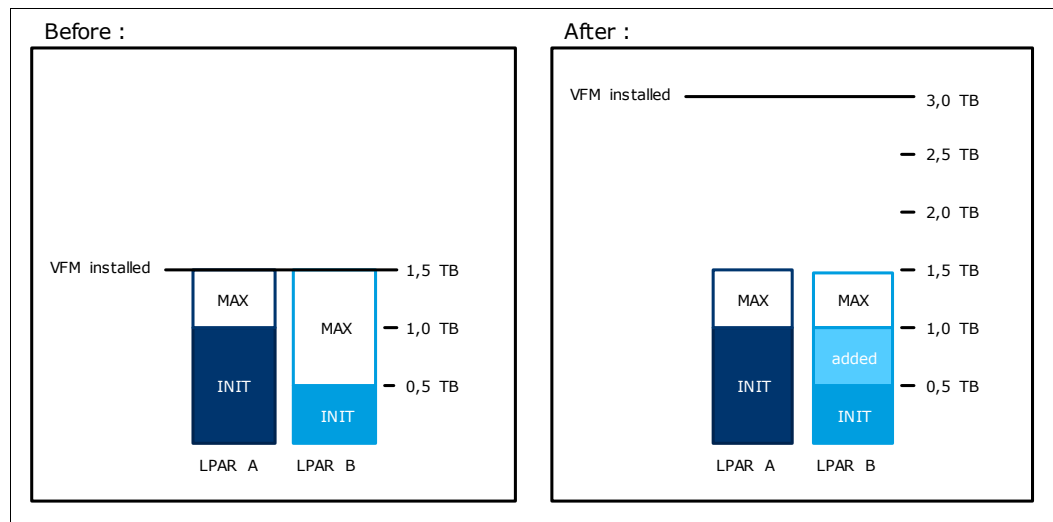 Before :
VFM installed
1,5 TB
MAX
MAX
1,0 TB
INIT
0,5 TB
INIT
LPAR A
LPAR B
After :
VFM installed
3,0 TB
2,5 TB
2,0 TB
1,5 TB
MAX
MAX
1,0 TB
added
INIT
0,5 TB
INIT
LPAR A
LPAR B